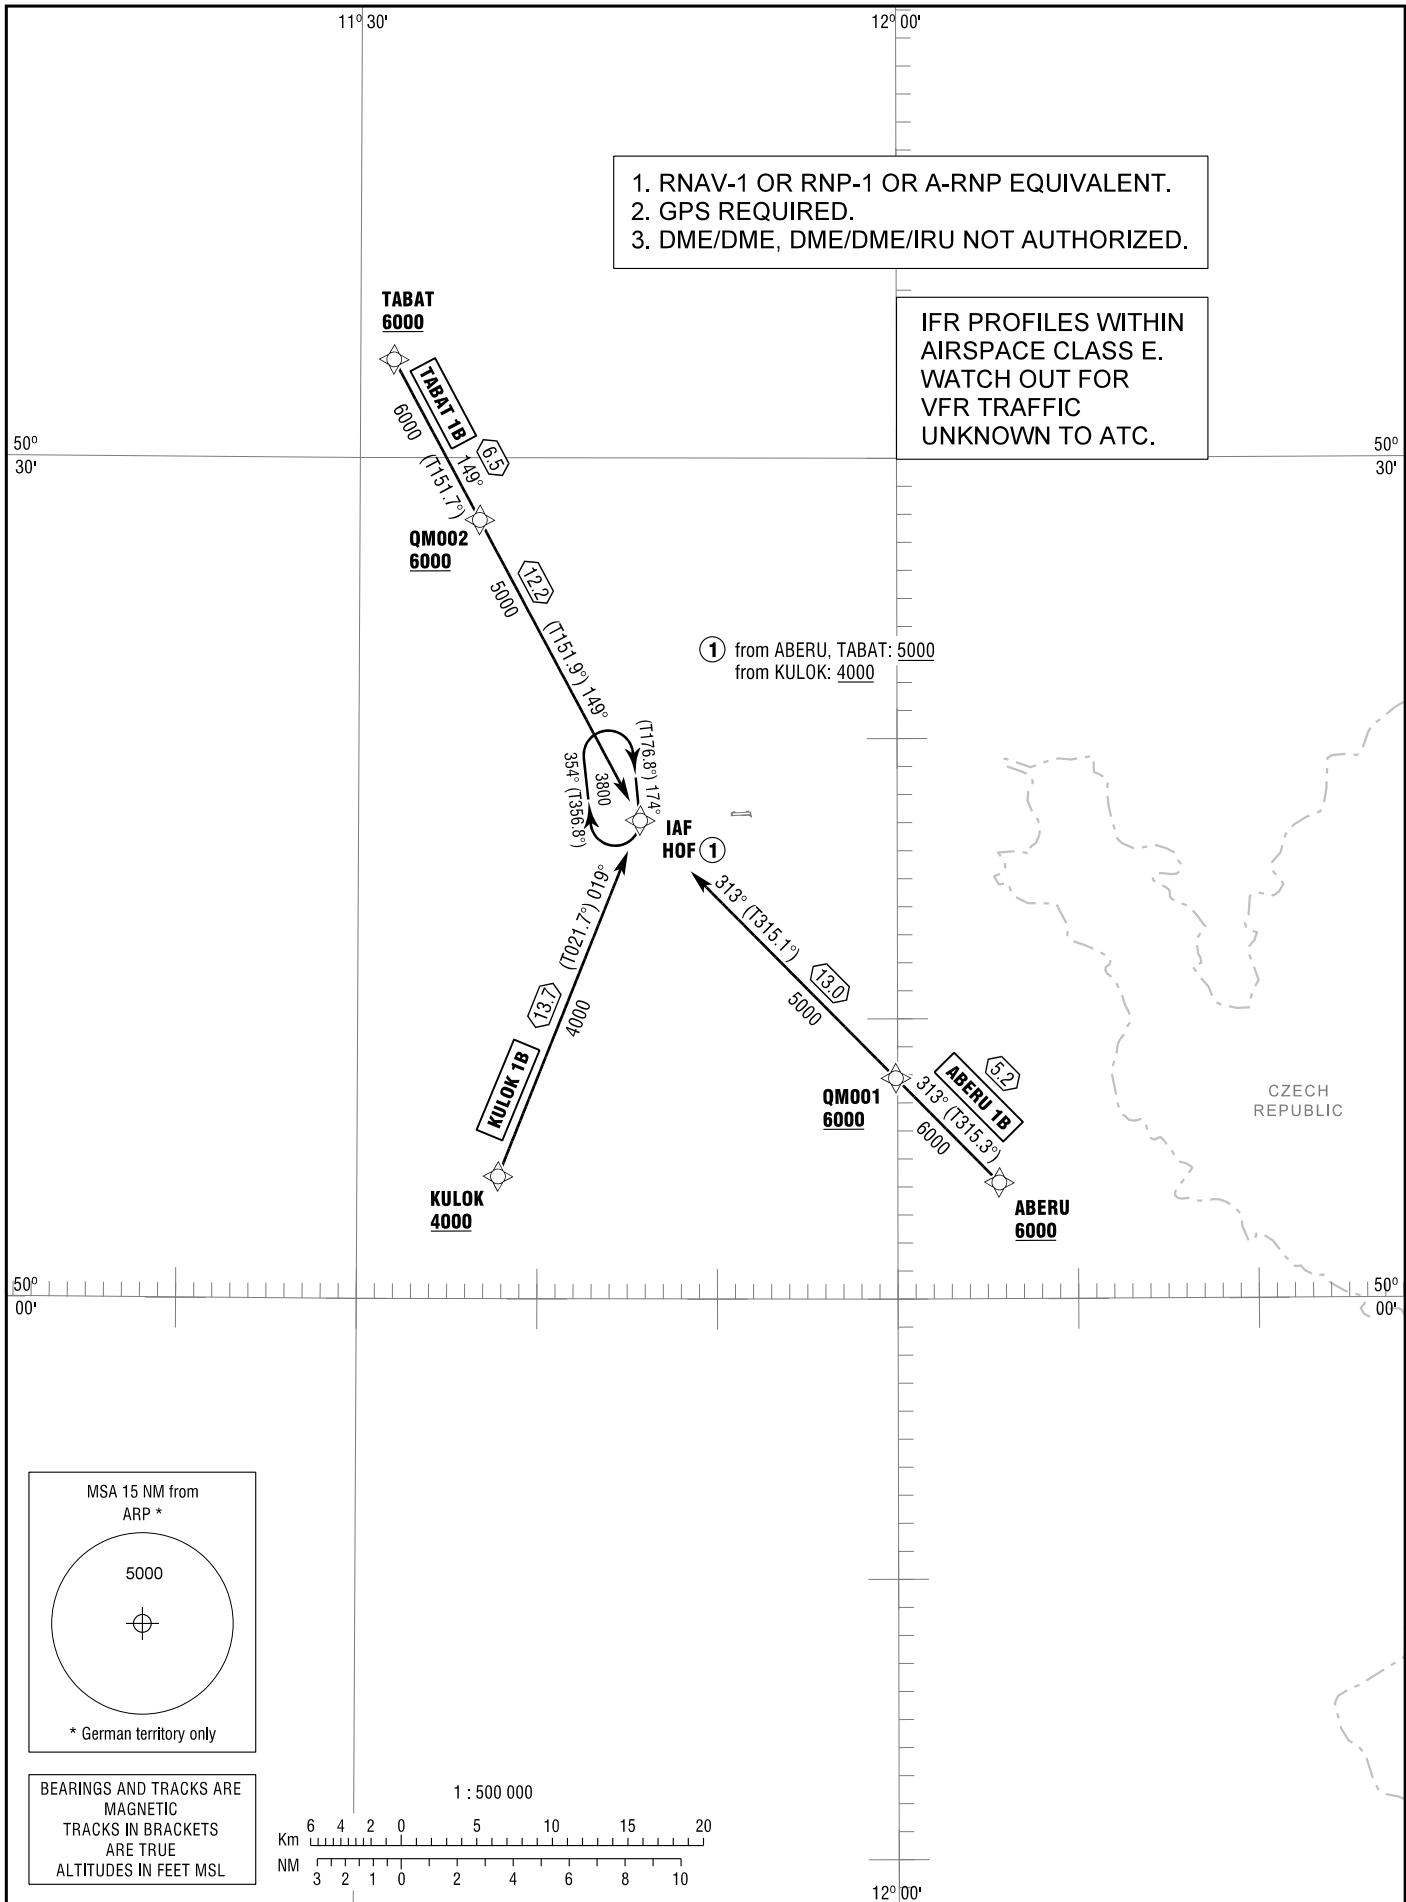 11° 30'
12° 00'
1. RNAV-1 OR RNP-1 OR A-RNP EQUIVALENT.
2. GPS REQUIRED.
3. DME/DME, DME/DME/IRU NOT AUTHORIZED.
TABAT
6000
IFR PROFILES WITHIN
AIRSPACE CLASS E.
WATCH OUT FOR
VFR TRAFFIC
UNKNOWN TO ATC.
TABAT 1B
6000
6.5
149°
(T151.7°)
50°
30'
50°
30'
QM002
6000
12.2
5000
(T151.9°) 149°
1 from ABERU, TABAT: 5000
from KULOK: 4000
(T176.8°) 174°
354° (T356.8°)
3800
IAF
HOF 1
(T021.7°) 019°
313° (T315.1°)
13.7
4000
13.0
5000
KULOK 1B
QM001
6000
5.2
ABERU 1B
313° (T315.3°)
6000
CZECH
REPUBLIC
KULOK
4000
ABERU
6000
50°
00'
50°
00'
MSA 15 NM from
ARP *
5000
* German territory only
BEARINGS AND TRACKS ARE
MAGNETIC
TRACKS IN BRACKETS
ARE TRUE
ALTITUDES IN FEET MSL
1 : 500 000
Km 6 4 2 0 5 10 15 20
NM 3 2 1 0 2 4 6 8 10
12° 00'